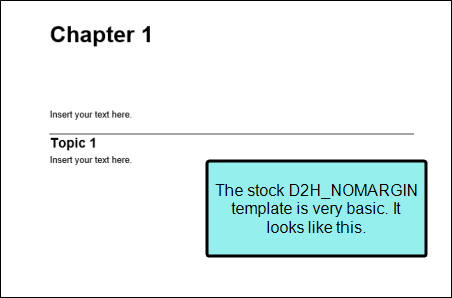 Chapter 1
Insert your text here.
Topic 1
Insert your text here.
The stock D2H_NOMARGIN
template is very basic. It
looks like this.